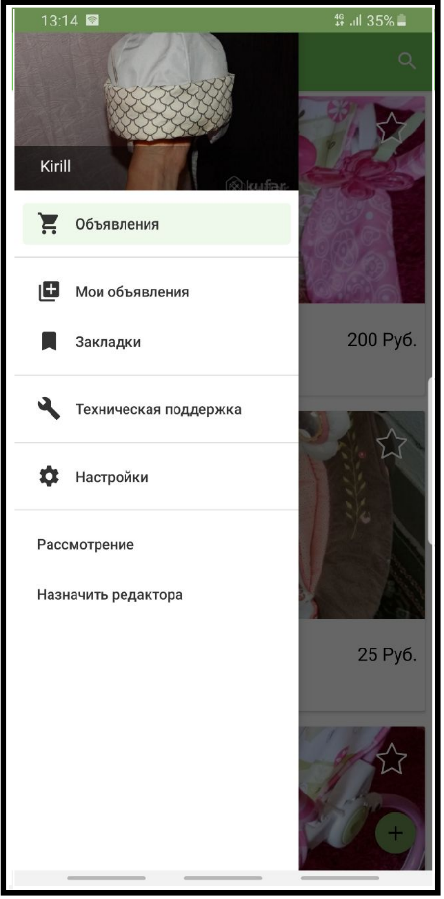 13:14 4G 35%
kufar
Kirill
Объявления
Мои объявления
Закладки
Техническая поддержка
Настройки
Рассмотрение
Назначить редактора
200 Руб.
25 Руб.